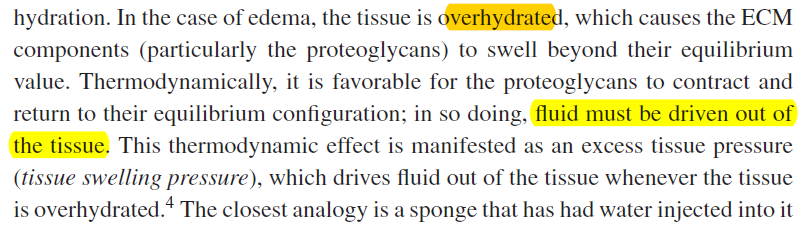 hydration. In the case of edema, the tissue is overhydrated, which causes the ECM
components (particularly the proteoglycans) to swell beyond their equilibrium
value. Thermodynamically, it is favorable for the proteoglycans to contract and
return to their equilibrium configuration; in so doing, fluid must be driven out of
the tissue. This thermodynamic effect is manifested as an excess tissue pressure
(tissue swelling pressure), which drives fluid out of the tissue whenever the tissue
is overhydrated.4 The closest analogy is a sponge that has had water injected into it